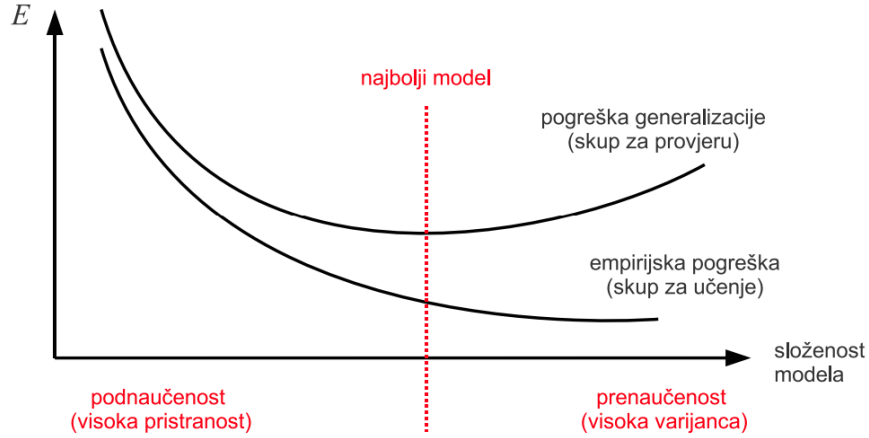 E
najbolji model
pogreška generalizacije
(skup za provjeru)
empirijska pogreška
(skup za učenje)
složenost
modela
podnaučenost
(visoka pristranost)
prenaučenost
(visoka varijanca)